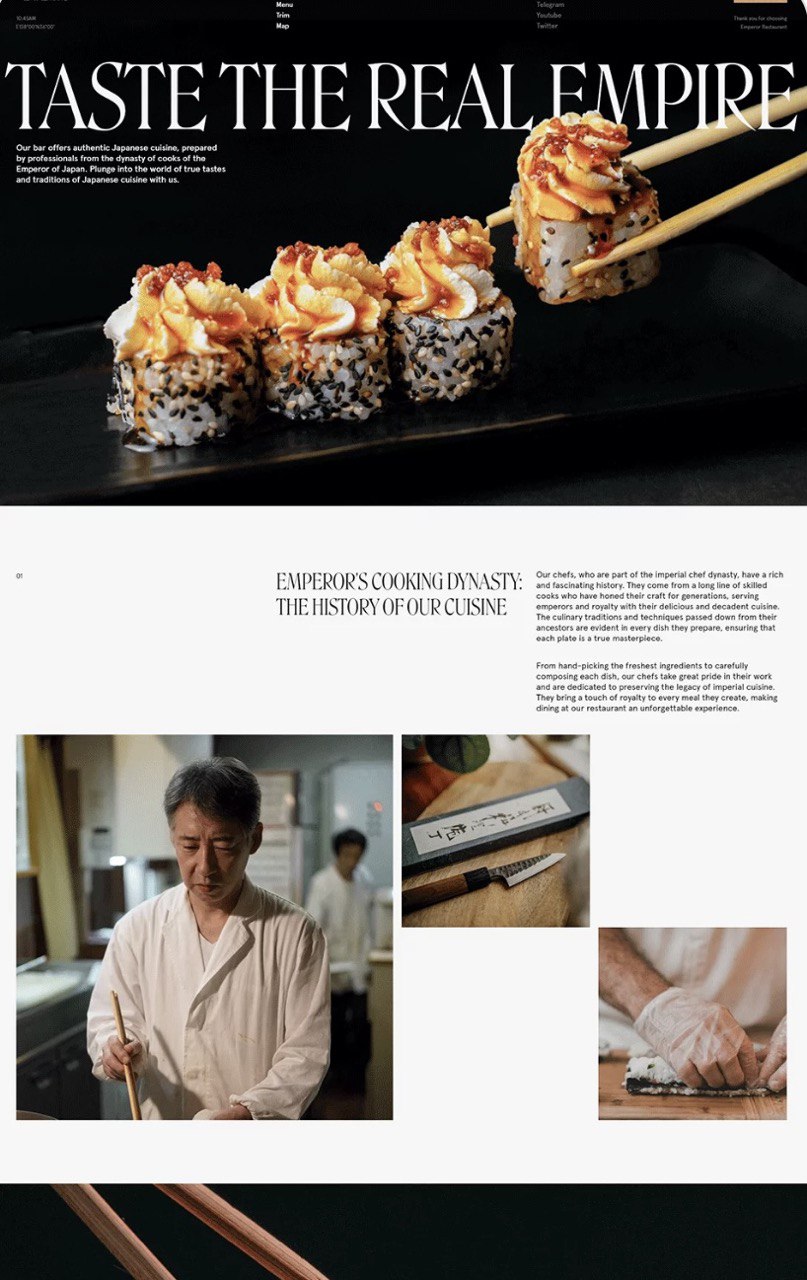 Menu
Trim
Map
Telegram
Youtube
Twitter
10:45AM
Thank you for choosing
Emperor Restaurant
TASTE THE REAL EMPIRE
Our bar offers authentic Japanese cuisine, prepared
by professionals from the dynasty of cooks of the
Emperor of Japan. Plunge into the world of true tastes
and traditions of Japanese cuisine with us.
01
EMPEROR'S COOKING DYNASTY:
THE HISTORY OF OUR CUISINE
Our chefs, who are part of the imperial chef dynasty, have a rich
and fascinating history. They come from a long line of skilled
cooks who have honed their craft for generations, serving
emperors and royalty with their delicious and decadent cuisine.
The culinary traditions and techniques passed down from their
ancestors are evident in every dish they prepare, ensuring that
each plate is a true masterpiece.
From hand-picking the freshest ingredients to carefully
composing each dish, our chefs take great pride in their work
and are dedicated to preserving the legacy of imperial cuisine.
They bring a touch of royalty to every meal they create, making
dining at our restaurant an unforgettable experience.